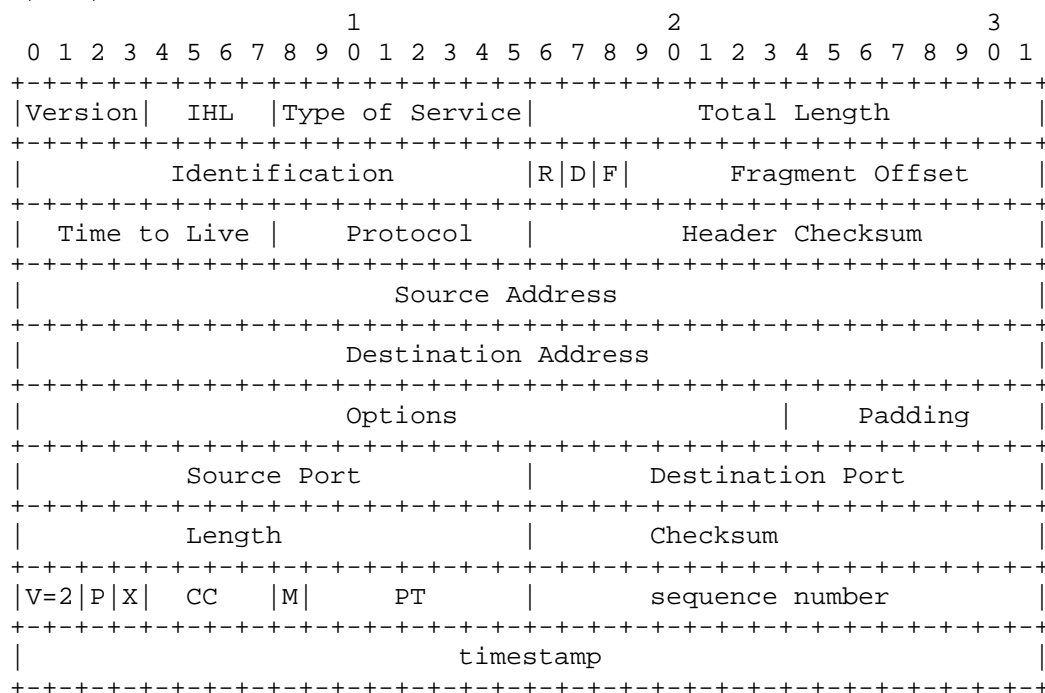 1                   2                   3
0 1 2 3 4 5 6 7 8 9 0 1 2 3 4 5 6 7 8 9 0 1 2 3 4 5 6 7 8 9 0 1
+-+-+-+-+-+-+-+-+-+-+-+-+-+-+-+-+-+-+-+-+-+-+-+-+-+-+-+-+-+-+-+-+
|Version|  IHL  |Type of Service|          Total Length         |
+-+-+-+-+-+-+-+-+-+-+-+-+-+-+-+-+-+-+-+-+-+-+-+-+-+-+-+-+-+-+-+-+
|         Identification        |R|D|F|      Fragment Offset    |
+-+-+-+-+-+-+-+-+-+-+-+-+-+-+-+-+-+-+-+-+-+-+-+-+-+-+-+-+-+-+-+-+
|  Time to Live |    Protocol   |         Header Checksum       |
+-+-+-+-+-+-+-+-+-+-+-+-+-+-+-+-+-+-+-+-+-+-+-+-+-+-+-+-+-+-+-+-+
|                       Source Address                          |
+-+-+-+-+-+-+-+-+-+-+-+-+-+-+-+-+-+-+-+-+-+-+-+-+-+-+-+-+-+-+-+-+
|                    Destination Address                        |
+-+-+-+-+-+-+-+-+-+-+-+-+-+-+-+-+-+-+-+-+-+-+-+-+-+-+-+-+-+-+-+-+
|                    Options                    |    Padding    |
+-+-+-+-+-+-+-+-+-+-+-+-+-+-+-+-+-+-+-+-+-+-+-+-+-+-+-+-+-+-+-+-+
|          Source Port          |       Destination Port        |
+-+-+-+-+-+-+-+-+-+-+-+-+-+-+-+-+-+-+-+-+-+-+-+-+-+-+-+-+-+-+-+-+
|          Length               |       Checksum                |
+-+-+-+-+-+-+-+-+-+-+-+-+-+-+-+-+-+-+-+-+-+-+-+-+-+-+-+-+-+-+-+-+
|V=2|P|X|  CC   |M|     PT      |       sequence number         |
+-+-+-+-+-+-+-+-+-+-+-+-+-+-+-+-+-+-+-+-+-+-+-+-+-+-+-+-+-+-+-+-+
|                           timestamp                           |
+-+-+-+-+-+-+-+-+-+-+-+-+-+-+-+-+-+-+-+-+-+-+-+-+-+-+-+-+-+-+-+-+